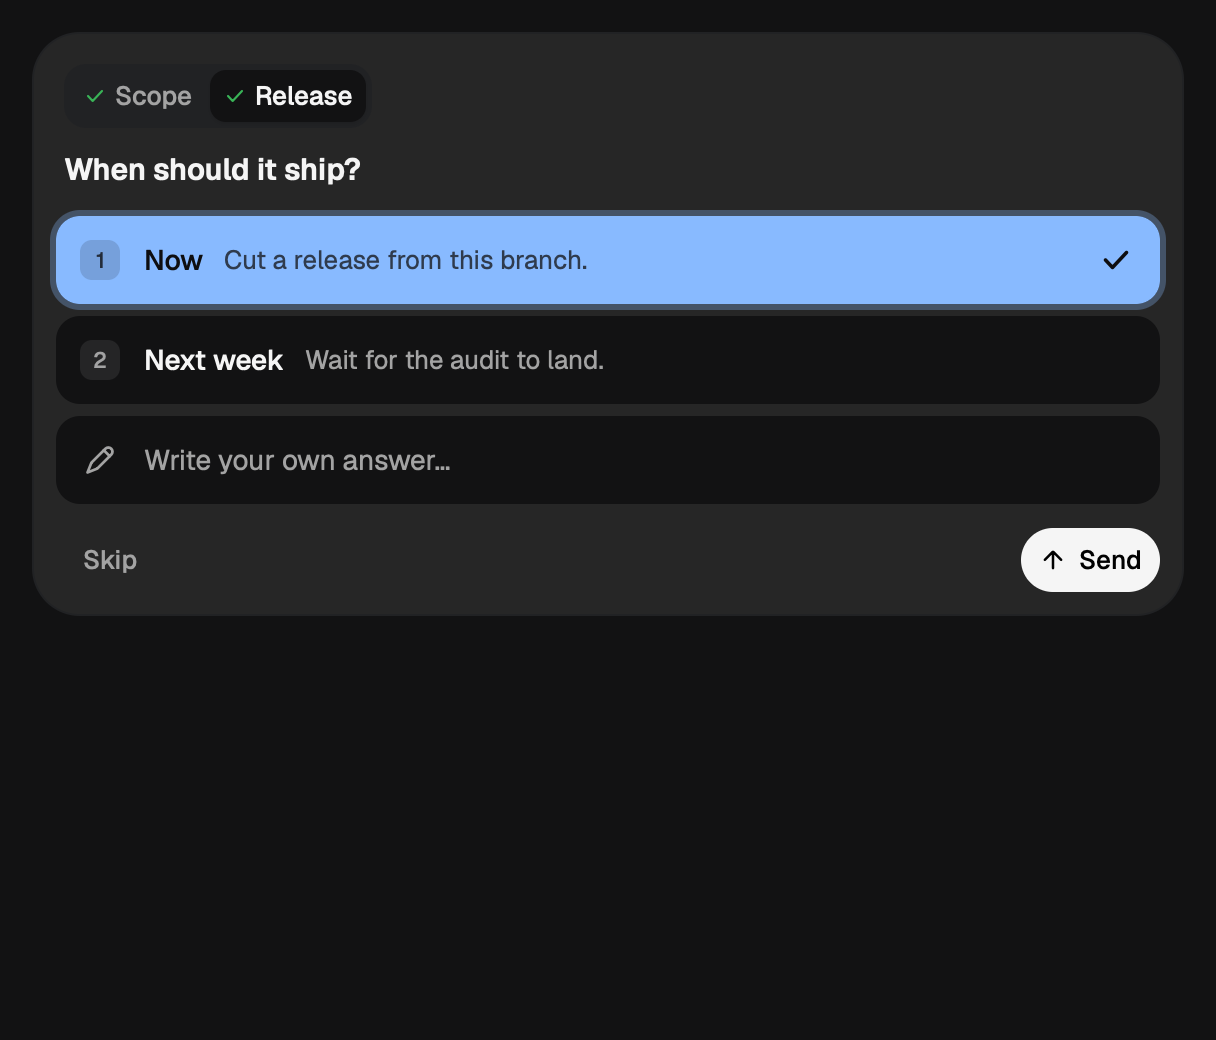 Scope Release
When should it ship?
1 Now Cut a release from this branch.
2 Next week Wait for the audit to land.
Write your own answer...
Skip Send